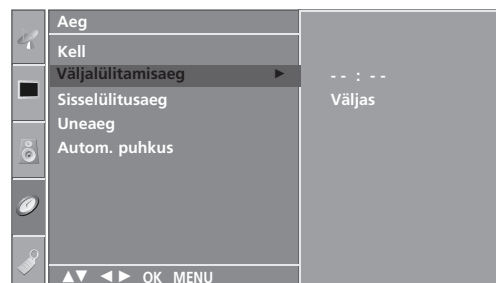 Aeg
Kell
Väljalülitamisaeg ► - - : - -
Sisselülitusaeg Väljas
Uneaeg
Autom. puhkus
▲▼ ◄► OK MENU